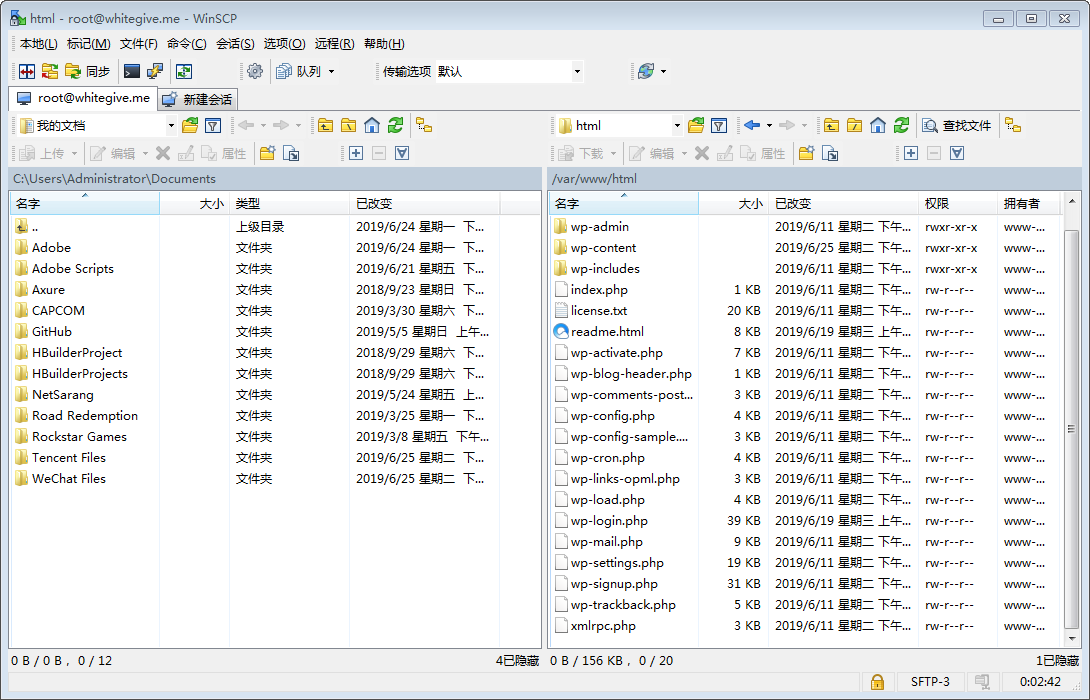 html - root@whitegive.me - WinSCP
本地(L) 标记(M) 文件(F) 命令(C) 会话(S) 选项(O) 远程(R) 帮助(H)
同步 队列 传输选项 默认
root@whitegive.me 新建会话
我的文档 html 查找文件
上传 编辑 属性 下载 编辑 属性
C:\Users\Administrator\Documents
名字 大小 类型 已改变
.. 上级目录 2019/6/24 星期一 下...
Adobe 文件夹 2019/6/24 星期一 下...
Adobe Scripts 文件夹 2019/6/21 星期五 下...
Axure 文件夹 2018/9/23 星期日 下...
CAPCOM 文件夹 2019/3/30 星期六 下...
GitHub 文件夹 2019/5/5 星期日 上午...
HBuilderProject 文件夹 2018/9/29 星期六 下...
HBuilderProjects 文件夹 2018/9/29 星期六 下...
NetSarang 文件夹 2019/5/24 星期五 上...
Road Redemption 文件夹 2019/3/25 星期一 下...
Rockstar Games 文件夹 2019/3/8 星期五 下午...
Tencent Files 文件夹 2019/6/25 星期二 下...
WeChat Files 文件夹 2019/6/25 星期二 下...
0 B / 0 B， 0 / 12 4已隐藏
/var/www/html
名字 大小 已改变 权限 拥有者
wp-admin 2019/6/11 星期二 下午... rwxr-xr-x www-...
wp-content 2019/6/25 星期二 下午... rwxr-xr-x www-...
wp-includes 2019/6/11 星期二 下午... rwxr-xr-x www-...
index.php 1 KB 2019/6/11 星期二 下午... rw-r--r-- www-...
license.txt 20 KB 2019/6/11 星期二 下午... rw-r--r-- www-...
readme.html 8 KB 2019/6/19 星期三 上午... rw-r--r-- www-...
wp-activate.php 7 KB 2019/6/11 星期二 下午... rw-r--r-- www-...
wp-blog-header.php 1 KB 2019/6/11 星期二 下午... rw-r--r-- www-...
wp-comments-post... 3 KB 2019/6/11 星期二 下午... rw-r--r-- www-...
wp-config.php 4 KB 2019/6/11 星期二 下午... rw-r--r-- www-...
wp-config-sample.... 3 KB 2019/6/11 星期二 下午... rw-r--r-- www-...
wp-cron.php 4 KB 2019/6/11 星期二 下午... rw-r--r-- www-...
wp-links-opml.php 3 KB 2019/6/11 星期二 下午... rw-r--r-- www-...
wp-load.php 4 KB 2019/6/11 星期二 下午... rw-r--r-- www-...
wp-login.php 39 KB 2019/6/19 星期三 上午... rw-r--r-- www-...
wp-mail.php 9 KB 2019/6/11 星期二 下午... rw-r--r-- www-...
wp-settings.php 19 KB 2019/6/11 星期二 下午... rw-r--r-- www-...
wp-signup.php 31 KB 2019/6/11 星期二 下午... rw-r--r-- www-...
wp-trackback.php 5 KB 2019/6/11 星期二 下午... rw-r--r-- www-...
xmlrpc.php 3 KB 2019/6/11 星期二 下午... rw-r--r-- www-...
0 B / 156 KB， 0 / 20 1已隐藏
SFTP-3 0:02:42